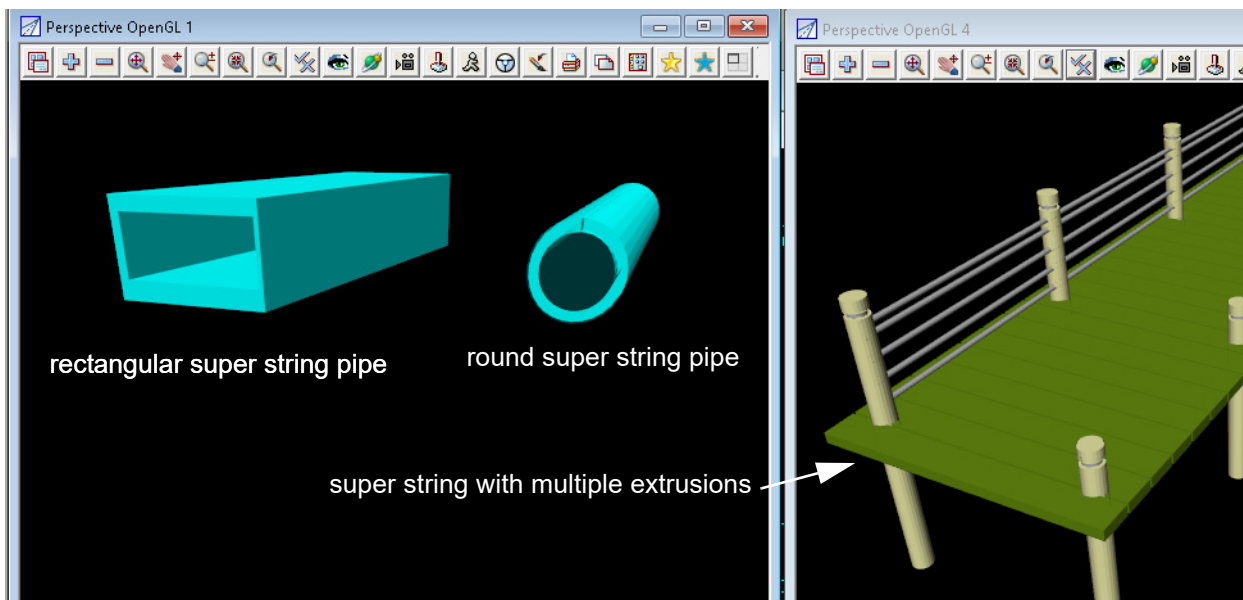 Perspective OpenGL 1
Perspective OpenGL 4
rectangular super string pipe
round super string pipe
super string with multiple extrusions